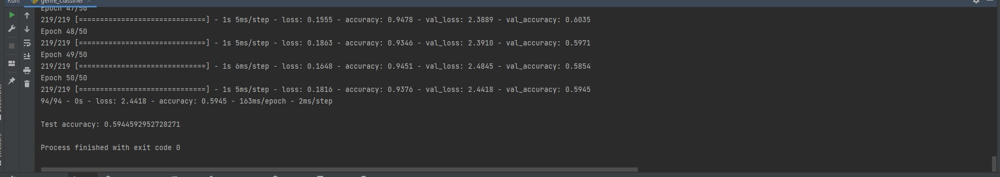 Run: genre_classifier
Epoch 47/50
219/219 [==============================] - 1s 5ms/step - loss: 0.1555 - accuracy: 0.9478 - val_loss: 2.3889 - val_accuracy: 0.6035
Epoch 48/50
219/219 [==============================] - 1s 5ms/step - loss: 0.1863 - accuracy: 0.9346 - val_loss: 2.3910 - val_accuracy: 0.5971
Epoch 49/50
219/219 [==============================] - 1s 6ms/step - loss: 0.1648 - accuracy: 0.9451 - val_loss: 2.4845 - val_accuracy: 0.5854
Epoch 50/50
219/219 [==============================] - 1s 5ms/step - loss: 0.1816 - accuracy: 0.9376 - val_loss: 2.4418 - val_accuracy: 0.5945
94/94 - 0s - loss: 2.4418 - accuracy: 0.5945 - 163ms/epoch - 2ms/step
Test accuracy: 0.5944592952728271
Process finished with exit code 0